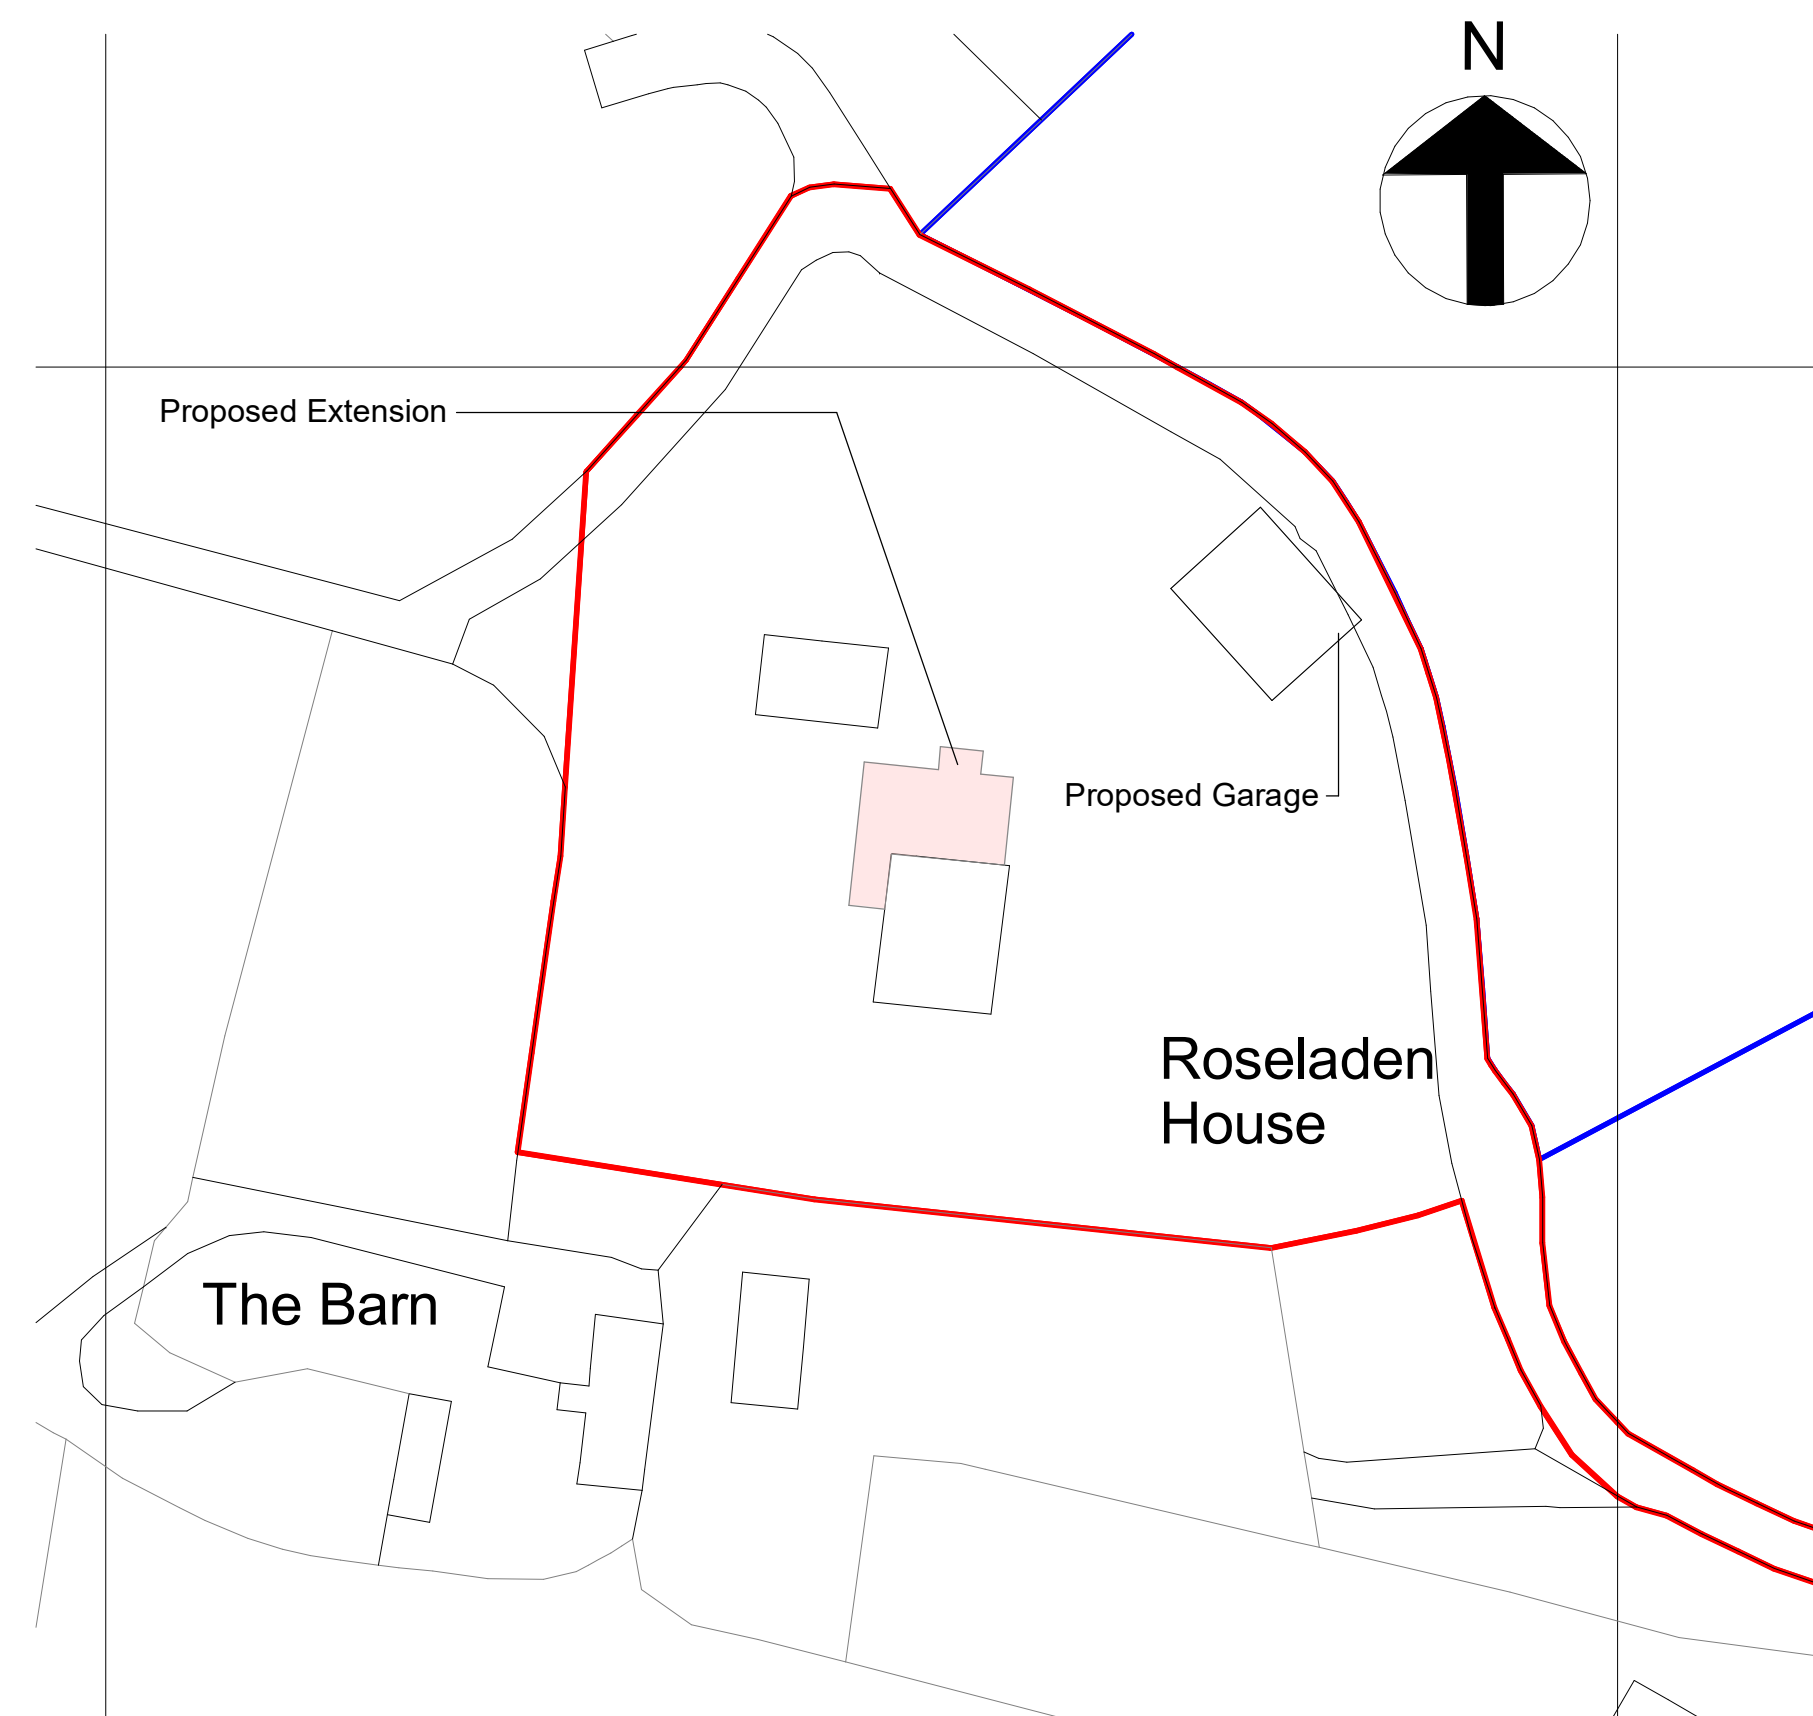 N
Proposed Extension
Proposed Garage
Roseladen
House
The Barn